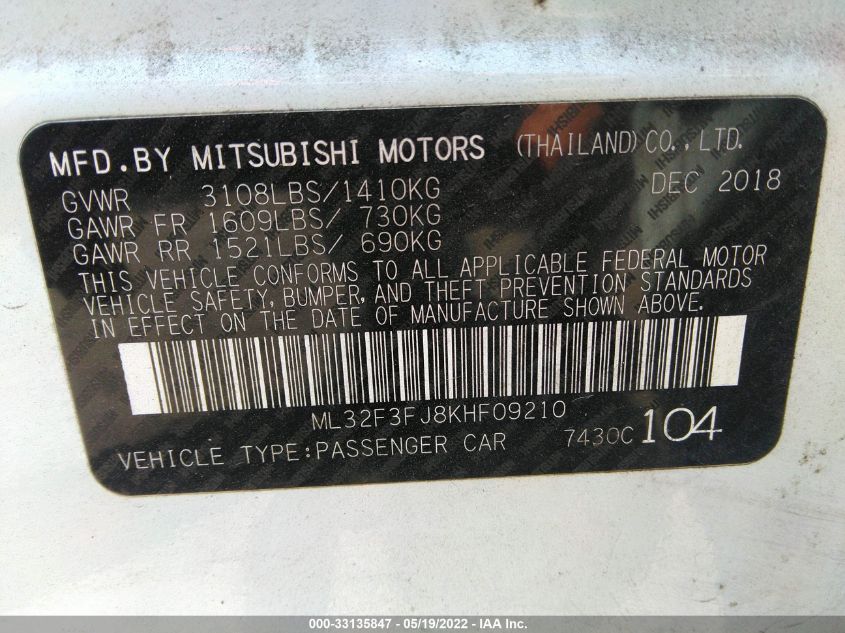 MFD.BY MITSUBISHI MOTORS (THAILAND) CO., LTD.
GVWR 3108LBS/1410KG DEC 2018
GAWR FR 1609LBS/ 730KG
GAWR RR 1521LBS/ 690KG
THIS VEHICLE CONFORMS TO ALL APPLICABLE FEDERAL MOTOR
VEHICLE SAFETY, BUMPER, AND THEFT PREVENTION STANDARDS
IN EFFECT ON THE DATE OF MANUFACTURE SHOWN ABOVE.
ML32F3FJ8KHF09210
VEHICLE TYPE:PASSENGER CAR 7430C 104
000-33135847 - 05/19/2022 - IAA Inc.